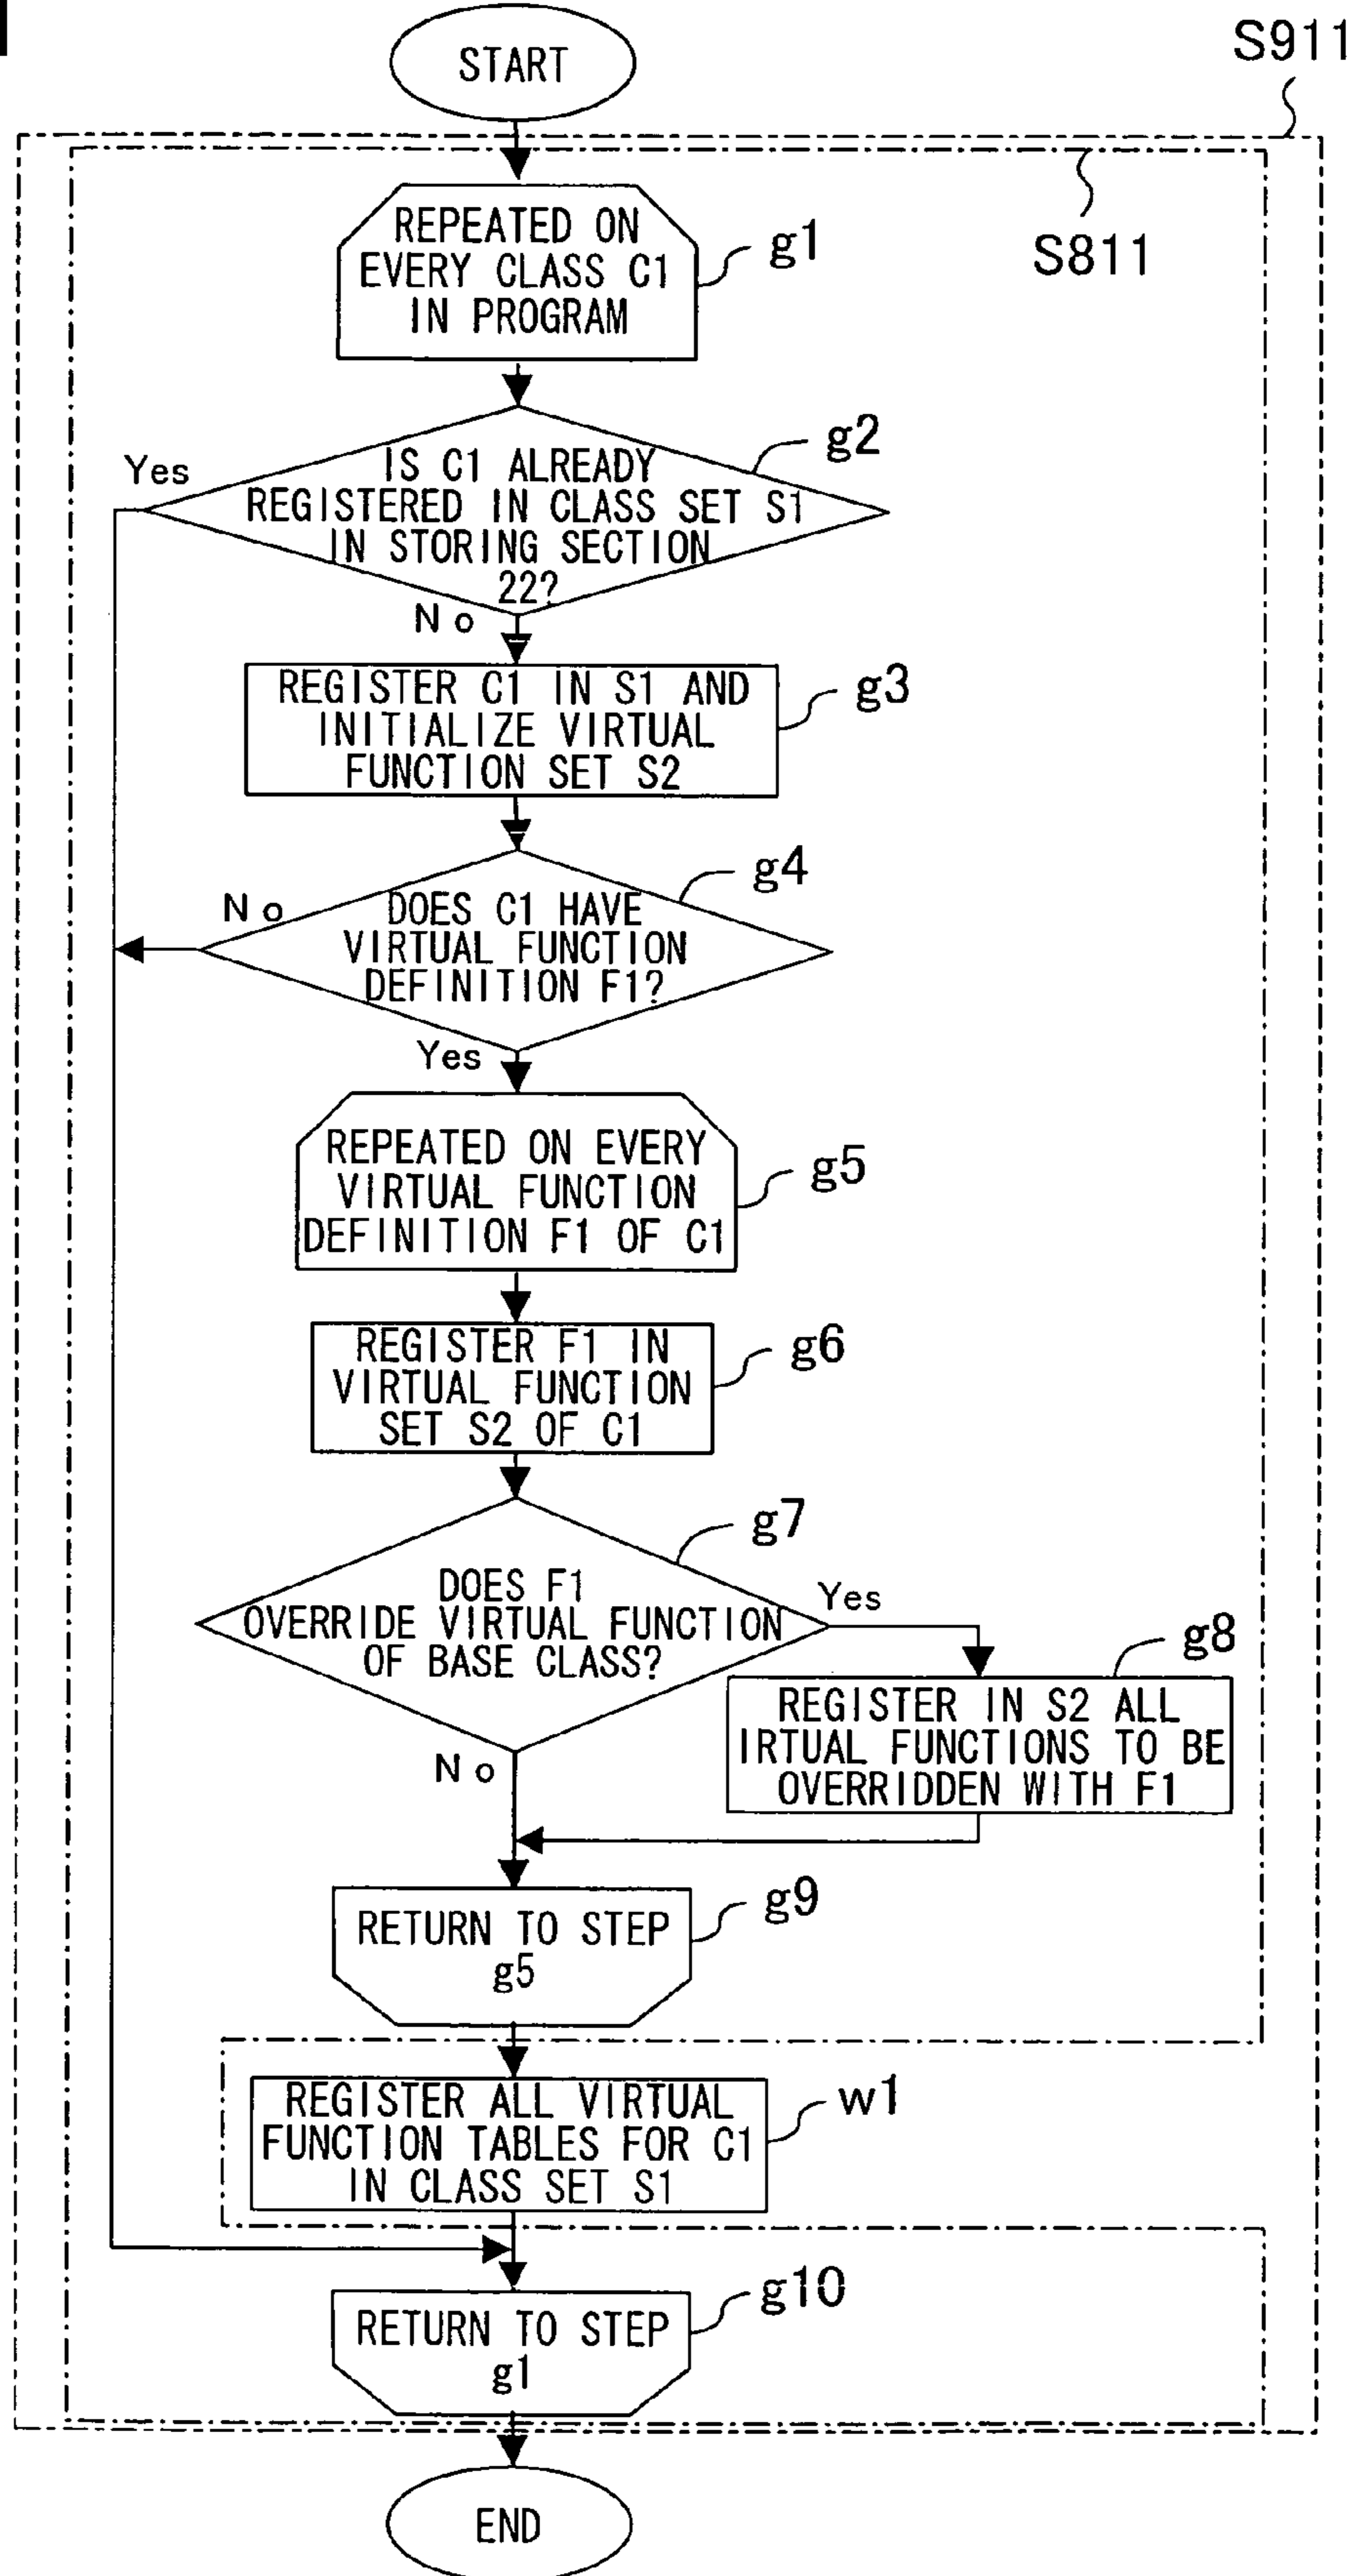 START
S911
S811
REPEATED ON
EVERY CLASS C1
IN PROGRAM
g1
IS C1 ALREADY
REGISTERED IN CLASS SET S1
IN STORING SECTION
22?
g2
Yes
No
REGISTER C1 IN S1 AND
INITIALIZE VIRTUAL
FUNCTION SET S2
g3
DOES C1 HAVE
VIRTUAL FUNCTION
DEFINITION F1?
g4
No
Yes
REPEATED ON EVERY
VIRTUAL FUNCTION
DEFINITION F1 OF C1
g5
REGISTER F1 IN
VIRTUAL FUNCTION
SET S2 OF C1
g6
DOES F1
OVERRIDE VIRTUAL FUNCTION
OF BASE CLASS?
g7
Yes
No
REGISTER IN S2 ALL
IRTUAL FUNCTIONS TO BE
OVERRIDDEN WITH F1
g8
RETURN TO STEP
g5
g9
REGISTER ALL VIRTUAL
FUNCTION TABLES FOR C1
IN CLASS SET S1
w1
RETURN TO STEP
g1
g10
END